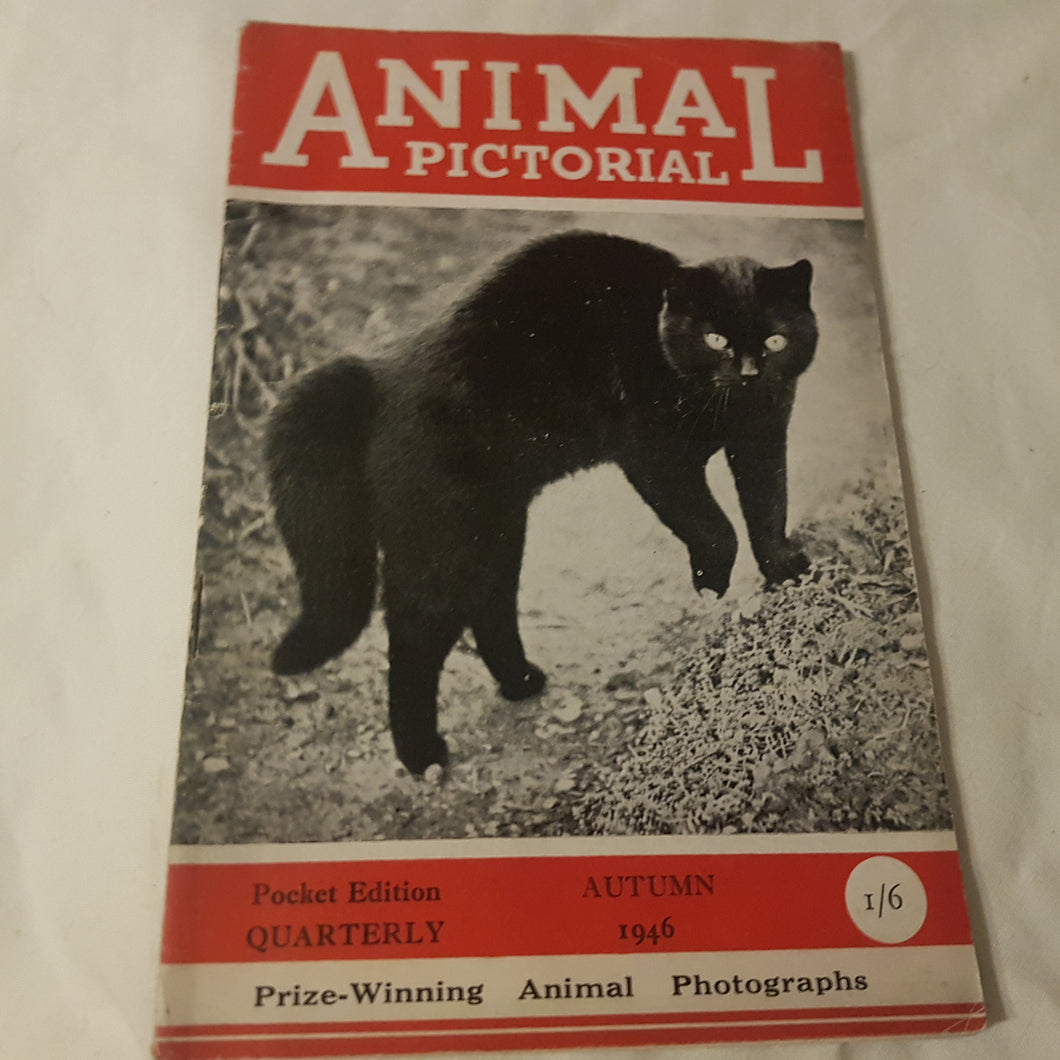 ANIMAL
PICTORIAL
Pocket Edition
QUARTERLY
AUTUMN
1946
1/6
Prize-Winning Animal Photographs